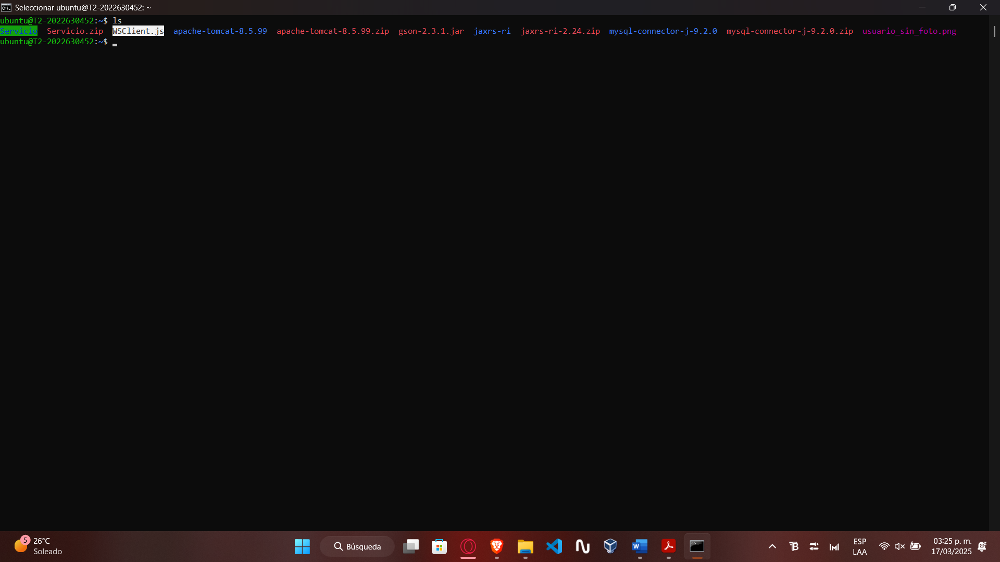 Seleccionar ubuntu@T2-2022630452: ~
ubuntu@T2-2022630452:~$ ls
Servicio Servicio.zip WSClient.js apache-tomcat-8.5.99 apache-tomcat-8.5.99.zip gson-2.3.1.jar jaxrs-ri jaxrs-ri-2.24.zip mysql-connector-j-9.2.0 mysql-connector-j-9.2.0.zip usuario_sin_foto.png
ubuntu@T2-2022630452:~$
5
26°C
Soleado
Búsqueda
ESP
LAA
03:25 p. m.
17/03/2025